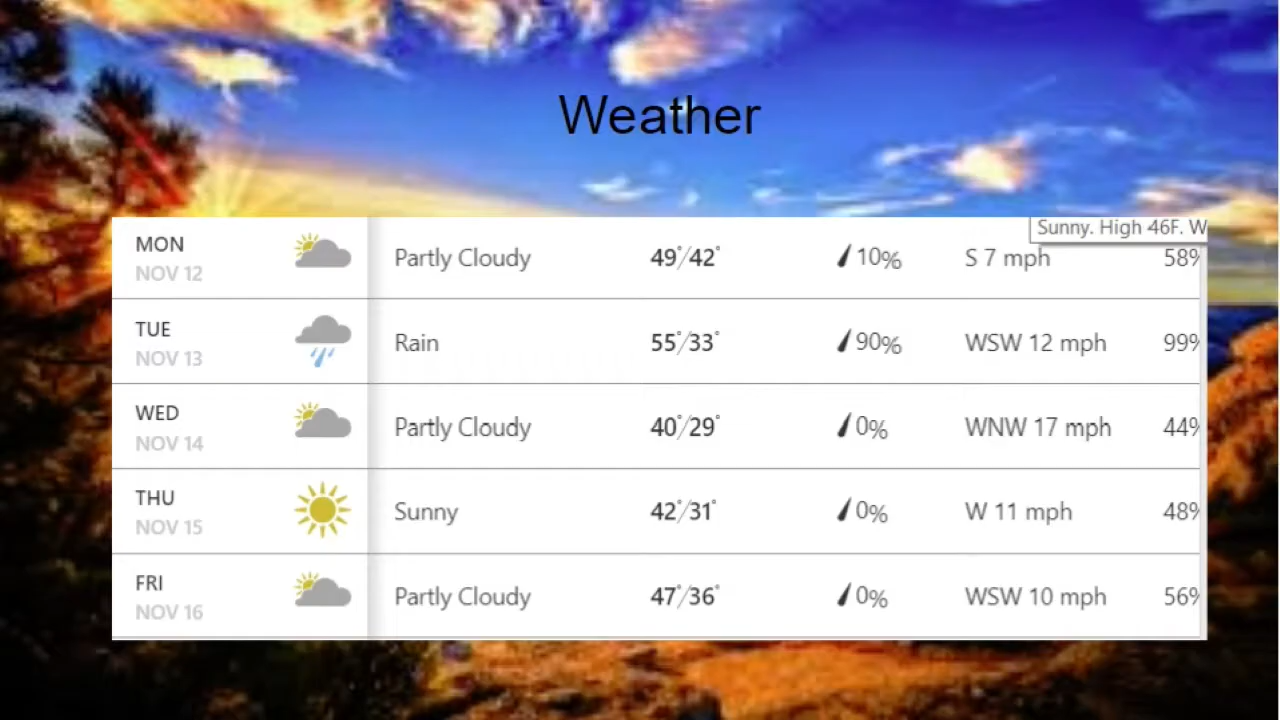 Weather
Sunny. High 46F. W
MON
NOV 12
Partly Cloudy 49°/42° 10% S 7 mph 58%
TUE
NOV 13
Rain 55°/33° 90% WSW 12 mph 99%
WED
NOV 14
Partly Cloudy 40°/29° 0% WNW 17 mph 44%
THU
NOV 15
Sunny 42°/31° 0% W 11 mph 48%
FRI
NOV 16
Partly Cloudy 47°/36° 0% WSW 10 mph 56%